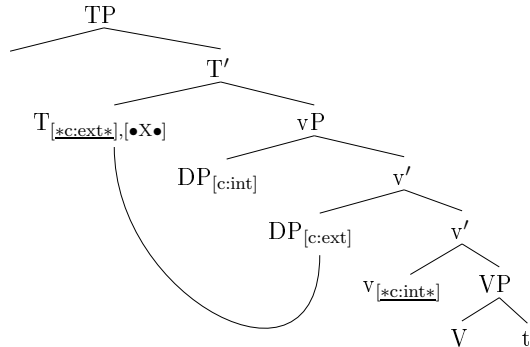 TP
T′
T[∗c:ext∗],[•X•]
vP
DP[c:int]
v′
DP[c:ext]
v′
v[∗c:int∗]
VP
V
t